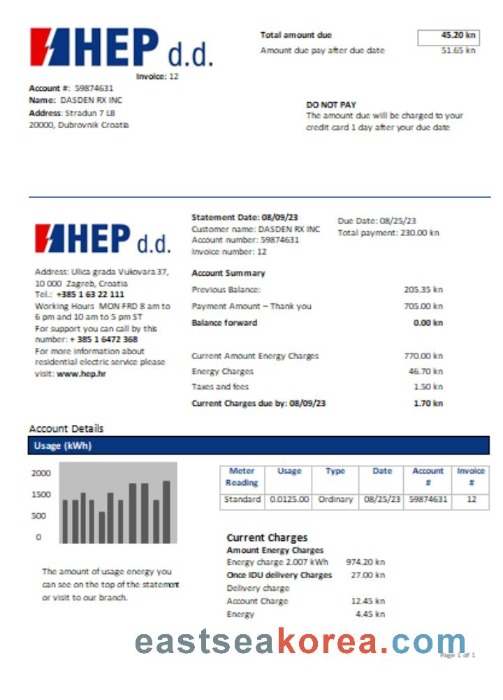 HEP d.d.
Invoice: 12
Total amount due 45.20 kn
Amount due pay after due date 51.65 kn
Account #: 59874631
Name: DASDEN RX INC
Address: Stradun 7 LB
20000, Dubrovnik Croatia
DO NOT PAY
The amount due will be charged to your
credit card 1 day after your due date
HEP d.d.
Address: Ulica grada Vukovara 37,
10 000 Zagreb, Croatia
Tel.: +385 1 63 22 111
Working Hours MON-FRD 8 am to
6 pm and 10 am to 5 pm ST
For support you can call by this
number: + 385 1 6472 368
For more information about
residential electric service please
visit: www.hep.hr
Statement Date: 08/09/23
Customer name: DASDEN RX INC
Account number: 59874631
Invoice number: 12
Due Date: 08/25/23
Total payment: 230.00 kn
Account Summary
Previous Balance: 205.35 kn
Payment Amount – Thank you 705.00 kn
Balance forward 0.00 kn
Current Amount Energy Charges 770.00 kn
Energy Charges 46.70 kn
Taxes and fees 1.50 kn
Current Charges due by: 08/09/23 1.70 kn
Account Details
Usage (kWh)
2000
1500
500
0
The amount of usage energy you
can see on the top of the statement
or visit to our branch.
Meter Reading Usage Type Date Account # Invoice #
Standard 0.0125.00 Ordinary 08/25/23 59874631 12
Current Charges
Amount Energy Charges
Energy charge 2.007 kWh 974.20 kn
Once IDU delivery Charges 27.00 kn
Delivery charge
Account Charge 12.45 kn
Energy 4.45 kn
eastseakorea.com
Page 1 of 1